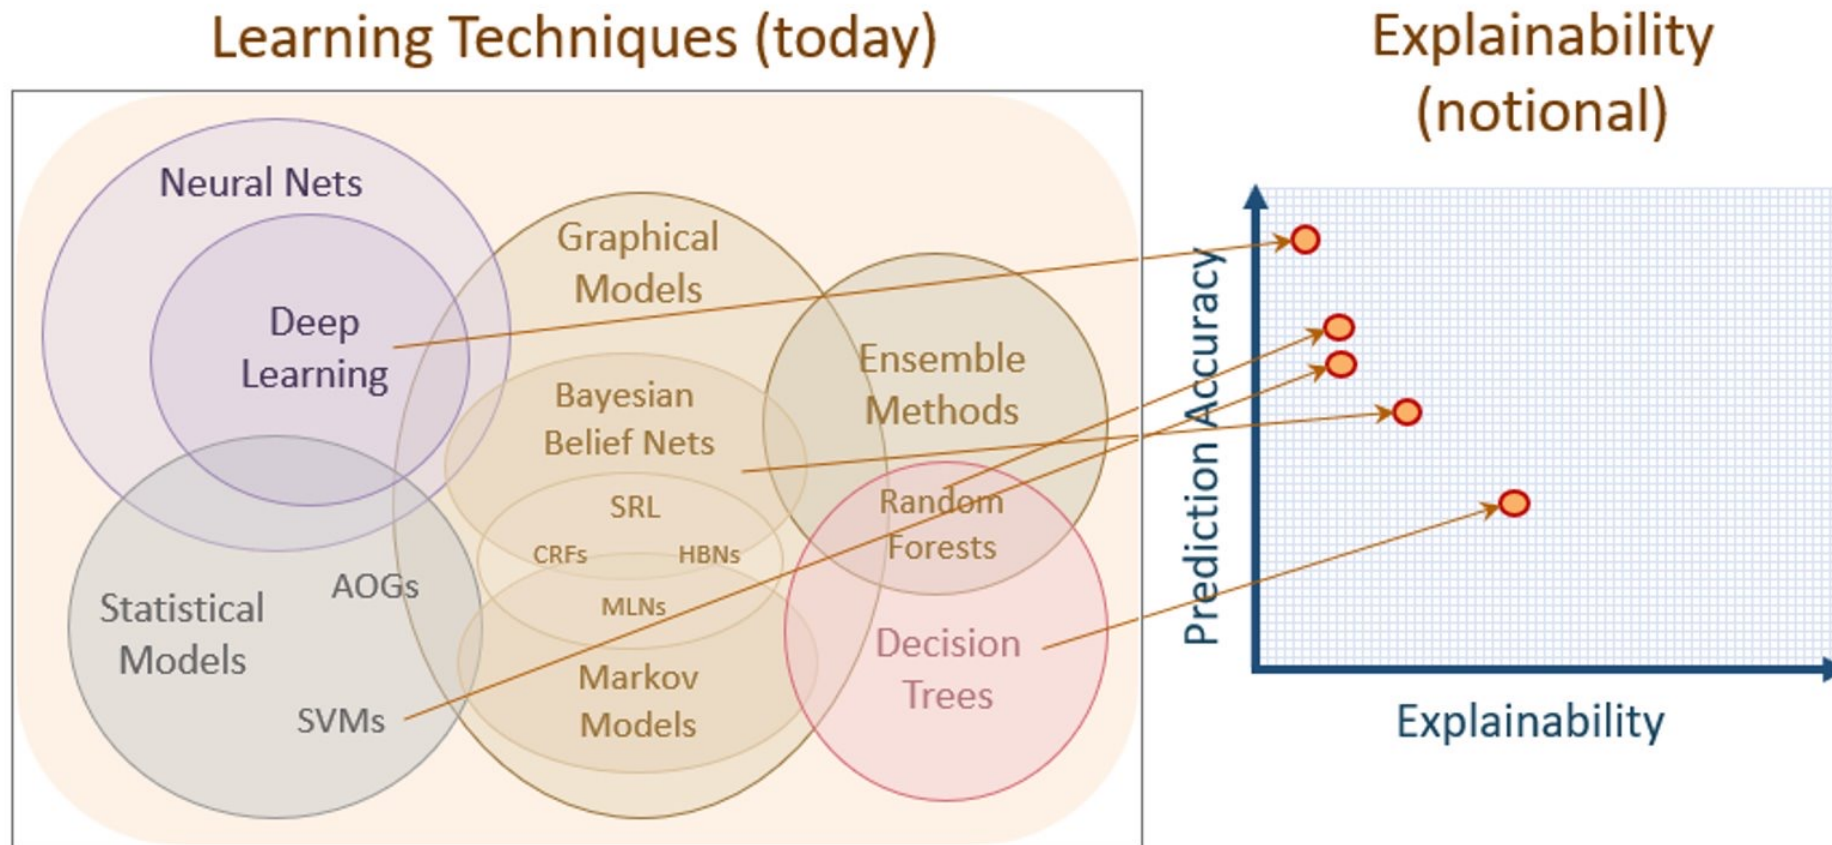 Learning Techniques (today)
Explainability
(notional)
Neural Nets
Graphical
Models
Deep
Learning
Ensemble
Methods
Bayesian
Belief Nets
SRL
Random
Forests
CRFs
HBNs
AOGs
MLNs
Statistical
Models
Decision
Trees
Markov
Models
SVMs
Prediction Accuracy
Explainability